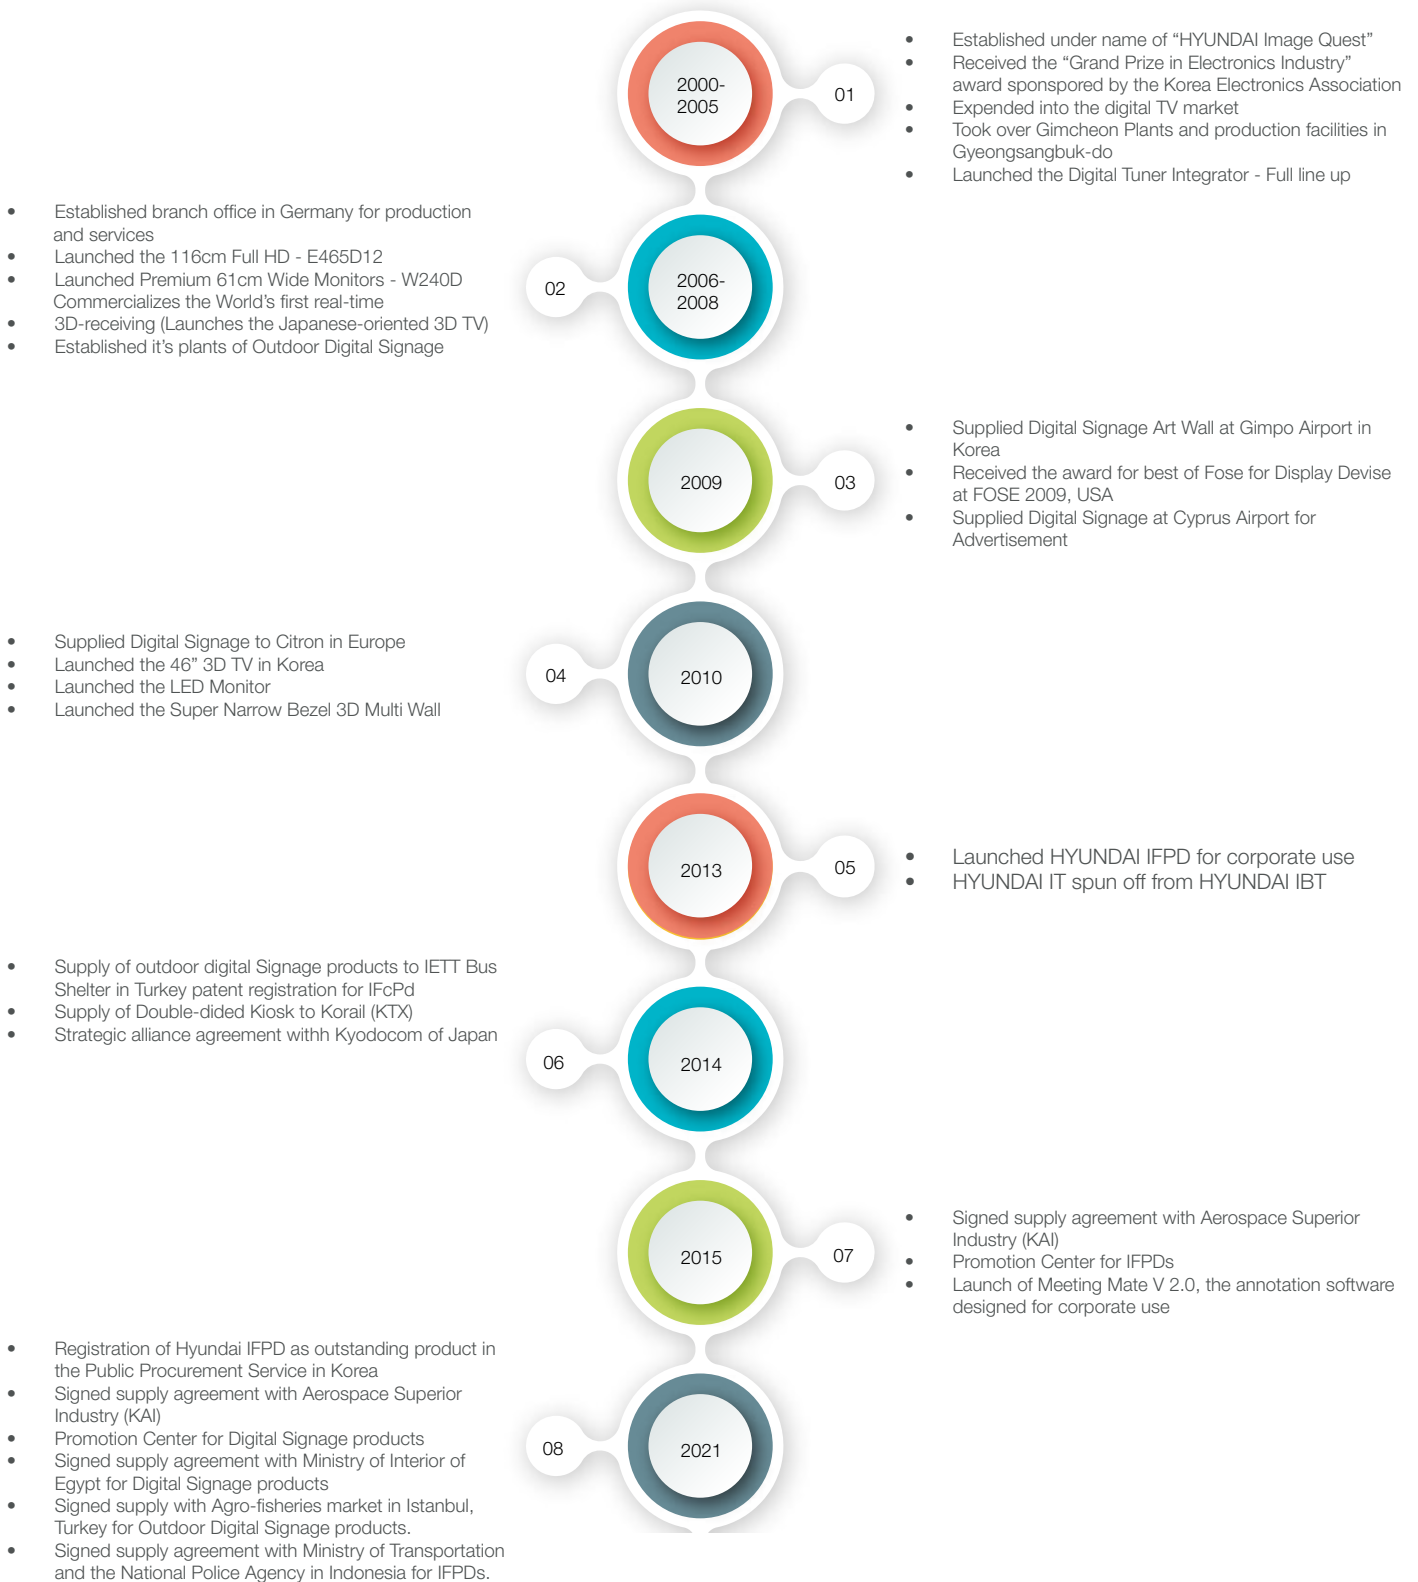 2000-
2005
01
• Established under name of “HYUNDAI Image Quest”
• Received the “Grand Prize in Electronics Industry”
award sponspored by the Korea Electronics Association
• Expended into the digital TV market
• Took over Gimcheon Plants and production facilities in
Gyeongsangbuk-do
• Launched the Digital Tuner Integrator - Full line up
• Established branch office in Germany for production
and services
• Launched the 116cm Full HD - E465D12
• Launched Premium 61cm Wide Monitors - W240D
Commercializes the World’s first real-time
• 3D-receiving (Launches the Japanese-oriented 3D TV)
• Established it’s plants of Outdoor Digital Signage
02
2006-
2008
2009
03
• Supplied Digital Signage Art Wall at Gimpo Airport in
Korea
• Received the award for best of Fose for Display Devise
at FOSE 2009, USA
• Supplied Digital Signage at Cyprus Airport for
Advertisement
• Supplied Digital Signage to Citron in Europe
• Launched the 46” 3D TV in Korea
• Launched the LED Monitor
• Launched the Super Narrow Bezel 3D Multi Wall
04
2010
2013
05
• Launched HYUNDAI IFPD for corporate use
• HYUNDAI IT spun off from HYUNDAI IBT
• Supply of outdoor digital Signage products to IETT Bus
Shelter in Turkey patent registration for IFcPd
• Supply of Double-dided Kiosk to Korail (KTX)
• Strategic alliance agreement withh Kyodocom of Japan
06
2014
2015
07
• Signed supply agreement with Aerospace Superior
Industry (KAI)
• Promotion Center for IFPDs
• Launch of Meeting Mate V 2.0, the annotation software
designed for corporate use
• Registration of Hyundai IFPD as outstanding product in
the Public Procurement Service in Korea
• Signed supply agreement with Aerospace Superior
Industry (KAI)
• Promotion Center for Digital Signage products
• Signed supply agreement with Ministry of Interior of
Egypt for Digital Signage products
• Signed supply with Agro-fisheries market in Istanbul,
Turkey for Outdoor Digital Signage products.
• Signed supply agreement with Ministry of Transportation
and the National Police Agency in Indonesia for IFPDs.
08
2021